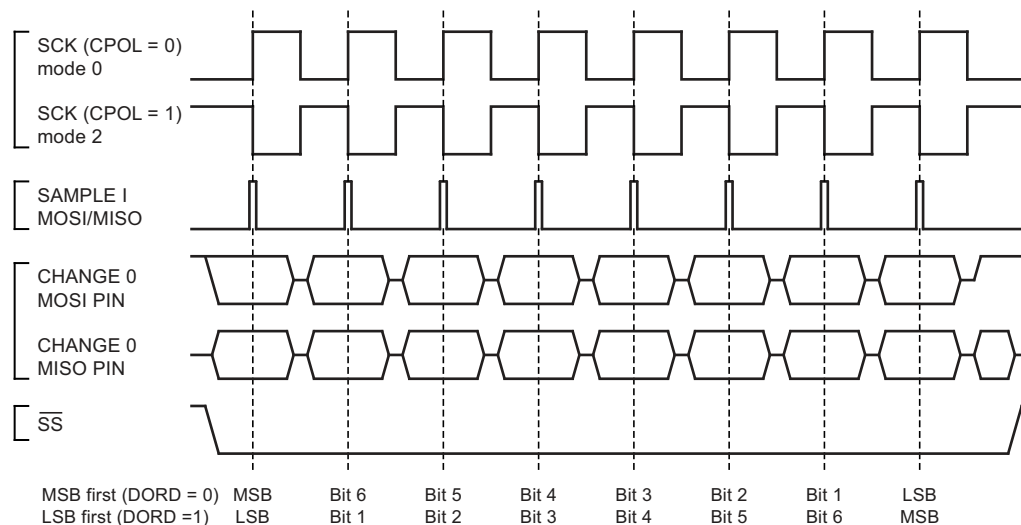 SCK (CPOL = 0)
mode 0
SCK (CPOL = 1)
mode 2
SAMPLE I
MOSI/MISO
CHANGE 0
MOSI PIN
CHANGE 0
MISO PIN
SS
MSB first (DORD = 0) MSB Bit 6 Bit 5 Bit 4 Bit 3 Bit 2 Bit 1 LSB
LSB first (DORD =1) LSB Bit 1 Bit 2 Bit 3 Bit 4 Bit 5 Bit 6 MSB